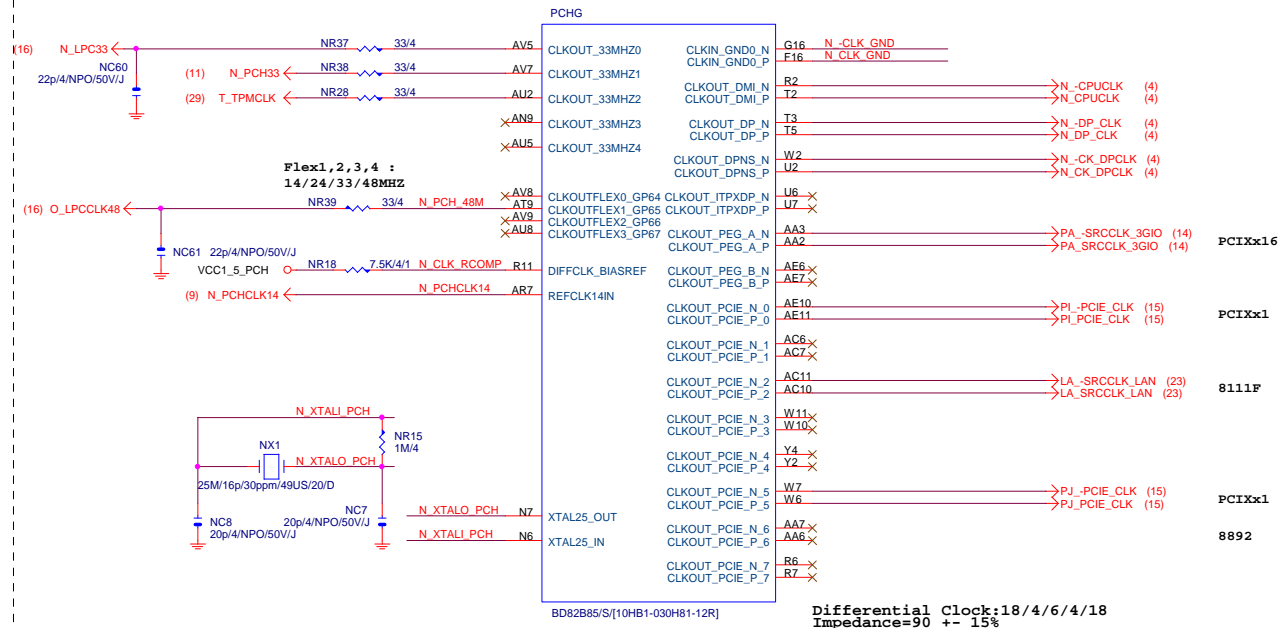 PCHG
(16) N_LPC33
NC60
22p/4/NPO/50V/J
NR37 33/4
AV5 CLKOUT_33MHZ0
(11) N_PCH33
NR38 33/4
AV7 CLKOUT_33MHZ1
(29) T_TPMCLK
NR28 33/4
AU2 CLKOUT_33MHZ2
AN9 CLKOUT_33MHZ3
AU5 CLKOUT_33MHZ4
Flex1,2,3,4 :
14/24/33/48MHZ
AV8 CLKOUTFLEX0_GP64
(16) O_LPCCLK48
NR39 33/4 N_PCH_48M
AT9 CLKOUTFLEX1_GP65
AV9 CLKOUTFLEX2_GP66
AU8 CLKOUTFLEX3_GP67
NC61 22p/4/NPO/50V/J
VCC1_5_PCH NR18 7.5K/4/1 N_CLK_RCOMP R11 DIFFCLK_BIASREF
(9) N_PCHCLK14 N_PCHCLK14 AR7 REFCLK14IN
N_XTALI_PCH
NR15
1M/4
NX1
N_XTALO_PCH
25M/16p/30ppm/49US/20/D
NC8
20p/4/NPO/50V/J
NC7
20p/4/NPO/50V/J
N_XTALO_PCH N7 XTAL25_OUT
N_XTALI_PCH N6 XTAL25_IN
CLKIN_GND0_N G16 N_-CLK_GND
CLKIN_GND0_P F16 N_CLK_GND
CLKOUT_DMI_N R2 N_-CPUCLK (4)
CLKOUT_DMI_P T2 N_CPUCLK (4)
CLKOUT_DP_N T3 N_-DP_CLK (4)
CLKOUT_DP_P T5 N_DP_CLK (4)
CLKOUT_DPNS_N W2 N_-CK_DPCLK (4)
CLKOUT_DPNS_P U2 N_CK_DPCLK (4)
CLKOUT_ITPXDP_N U6
CLKOUT_ITPXDP_P U7
CLKOUT_PEG_A_N AA3 PA_-SRCCLK_3GIO (14)
CLKOUT_PEG_A_P AA2 PA_SRCCLK_3GIO (14)
PCIXx16
CLKOUT_PEG_B_N AE6
CLKOUT_PEG_B_P AE7
CLKOUT_PCIE_N_0 AE10 PI_-PCIE_CLK (15)
CLKOUT_PCIE_P_0 AE11 PI_PCIE_CLK (15)
PCIXx1
CLKOUT_PCIE_N_1 AC6
CLKOUT_PCIE_P_1 AC7
CLKOUT_PCIE_N_2 AC11 LA_-SRCCLK_LAN (23)
CLKOUT_PCIE_P_2 AC10 LA_SRCCLK_LAN (23)
8111F
CLKOUT_PCIE_N_3 W11
CLKOUT_PCIE_P_3 W10
CLKOUT_PCIE_N_4 Y4
CLKOUT_PCIE_P_4 Y2
CLKOUT_PCIE_N_5 W7 PJ_-PCIE_CLK (15)
CLKOUT_PCIE_P_5 W6 PJ_PCIE_CLK (15)
PCIXx1
CLKOUT_PCIE_N_6 AA7
CLKOUT_PCIE_P_6 AA6
8892
CLKOUT_PCIE_N_7 R6
CLKOUT_PCIE_P_7 R7
BD82B85/S/[10HB1-030H81-12R]
Differential Clock:18/4/6/4/18
Impedance=90 +- 15%